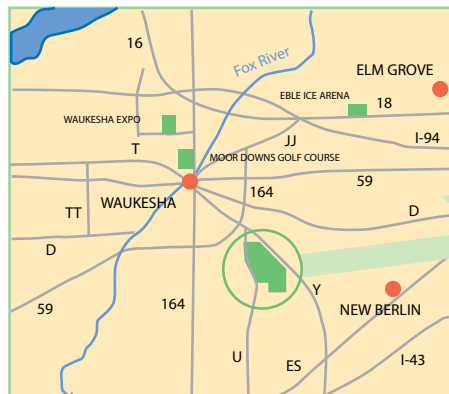 16
Fox River
ELM GROVE
EBLE ICE ARENA
18
WAUKESHA EXPO
T
JJ
I-94
MOOR DOWNS GOLF COURSE
59
164
WAUKESHA
TT
D
D
Y
59
164
NEW BERLIN
U
ES
I-43